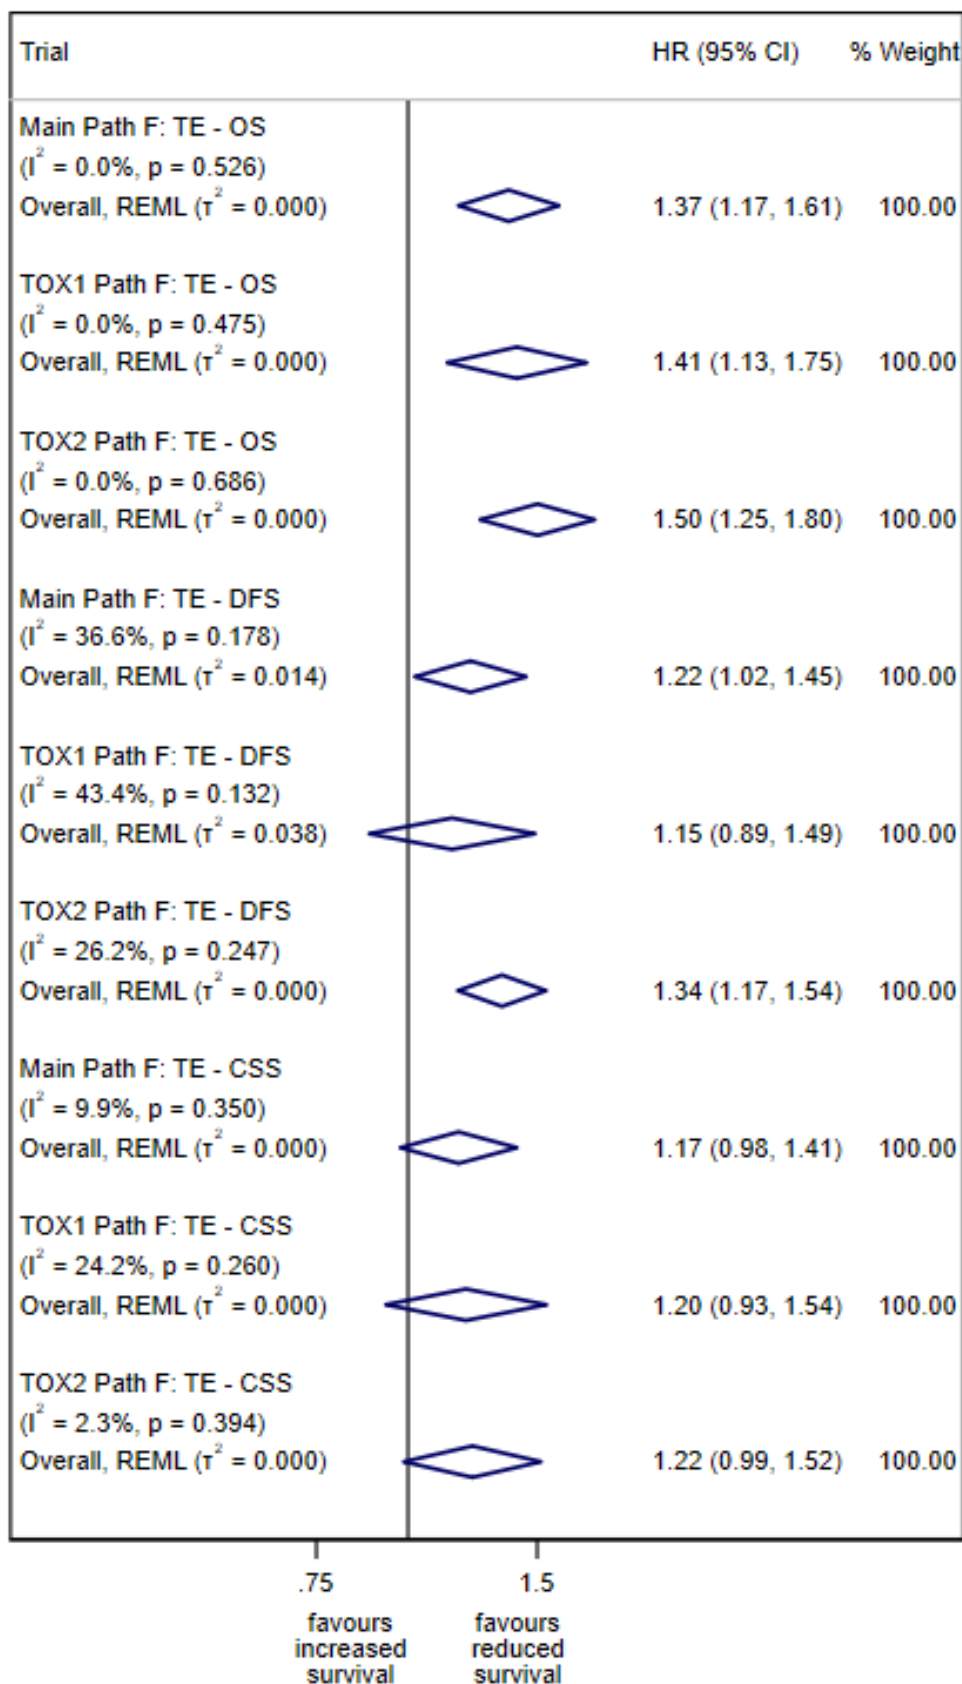 Trial HR (95% CI) % Weight
Main Path F: TE - OS
(I² = 0.0%, p = 0.526)
Overall, REML (τ² = 0.000) 1.37 (1.17, 1.61) 100.00
TOX1 Path F: TE - OS
(I² = 0.0%, p = 0.475)
Overall, REML (τ² = 0.000) 1.41 (1.13, 1.75) 100.00
TOX2 Path F: TE - OS
(I² = 0.0%, p = 0.686)
Overall, REML (τ² = 0.000) 1.50 (1.25, 1.80) 100.00
Main Path F: TE - DFS
(I² = 36.6%, p = 0.178)
Overall, REML (τ² = 0.014) 1.22 (1.02, 1.45) 100.00
TOX1 Path F: TE - DFS
(I² = 43.4%, p = 0.132)
Overall, REML (τ² = 0.038) 1.15 (0.89, 1.49) 100.00
TOX2 Path F: TE - DFS
(I² = 26.2%, p = 0.247)
Overall, REML (τ² = 0.000) 1.34 (1.17, 1.54) 100.00
Main Path F: TE - CSS
(I² = 9.9%, p = 0.350)
Overall, REML (τ² = 0.000) 1.17 (0.98, 1.41) 100.00
TOX1 Path F: TE - CSS
(I² = 24.2%, p = 0.260)
Overall, REML (τ² = 0.000) 1.20 (0.93, 1.54) 100.00
TOX2 Path F: TE - CSS
(I² = 2.3%, p = 0.394)
Overall, REML (τ² = 0.000) 1.22 (0.99, 1.52) 100.00
.75 1.5
favours favours
increased reduced
survival survival